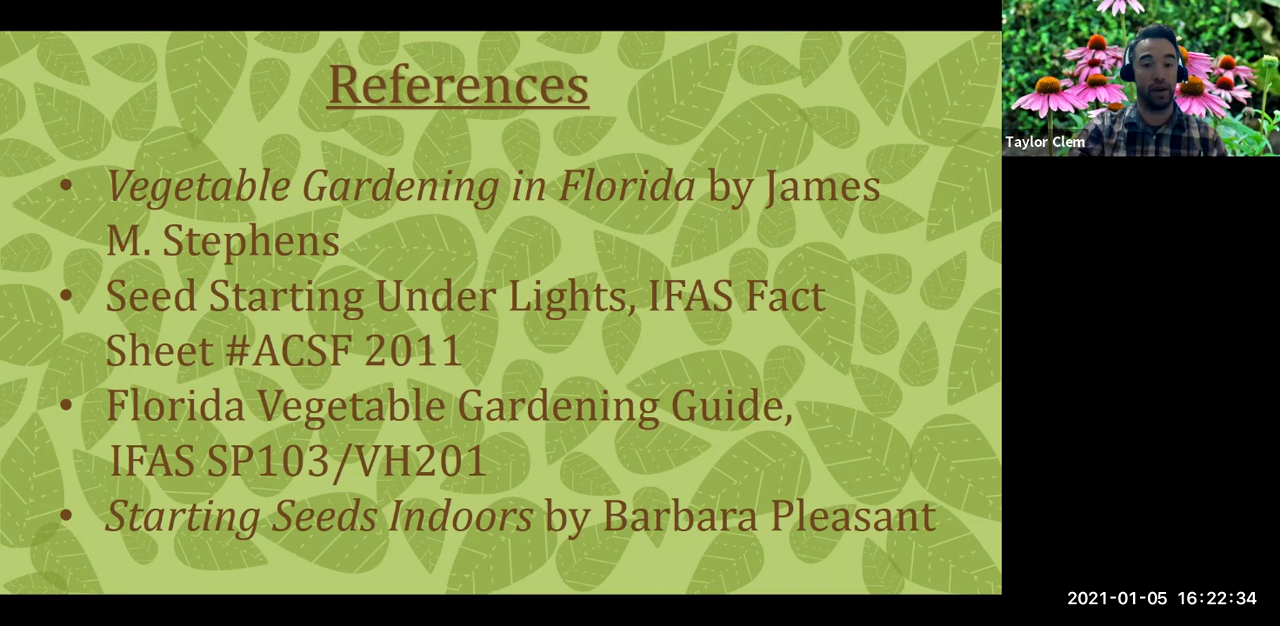 References
• Vegetable Gardening in Florida by James
M. Stephens
• Seed Starting Under Lights, IFAS Fact
Sheet #ACSF 2011
• Florida Vegetable Gardening Guide,
IFAS SP103/VH201
• Starting Seeds Indoors by Barbara Pleasant
Taylor Clem
2021-01-05 16:22:34